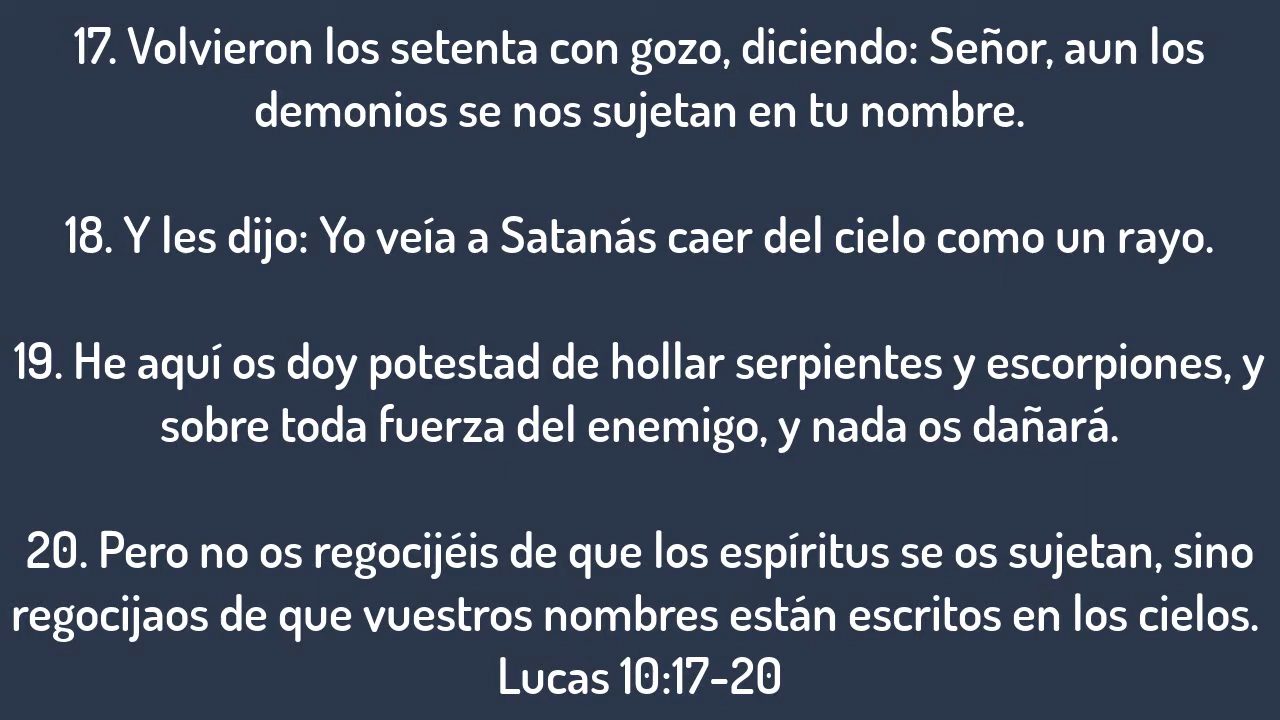 17. Volvieron los setenta con gozo, diciendo: Señor, aun los
demonios se nos sujetan en tu nombre.
18. Y les dijo: Yo veía a Satanás caer del cielo como un rayo.
19. He aquí os doy potestad de hollar serpientes y escorpiones, y
sobre toda fuerza del enemigo, y nada os dañará.
20. Pero no os regocijéis de que los espíritus se os sujetan, sino
regocijaos de que vuestros nombres están escritos en los cielos.
Lucas 10:17-20